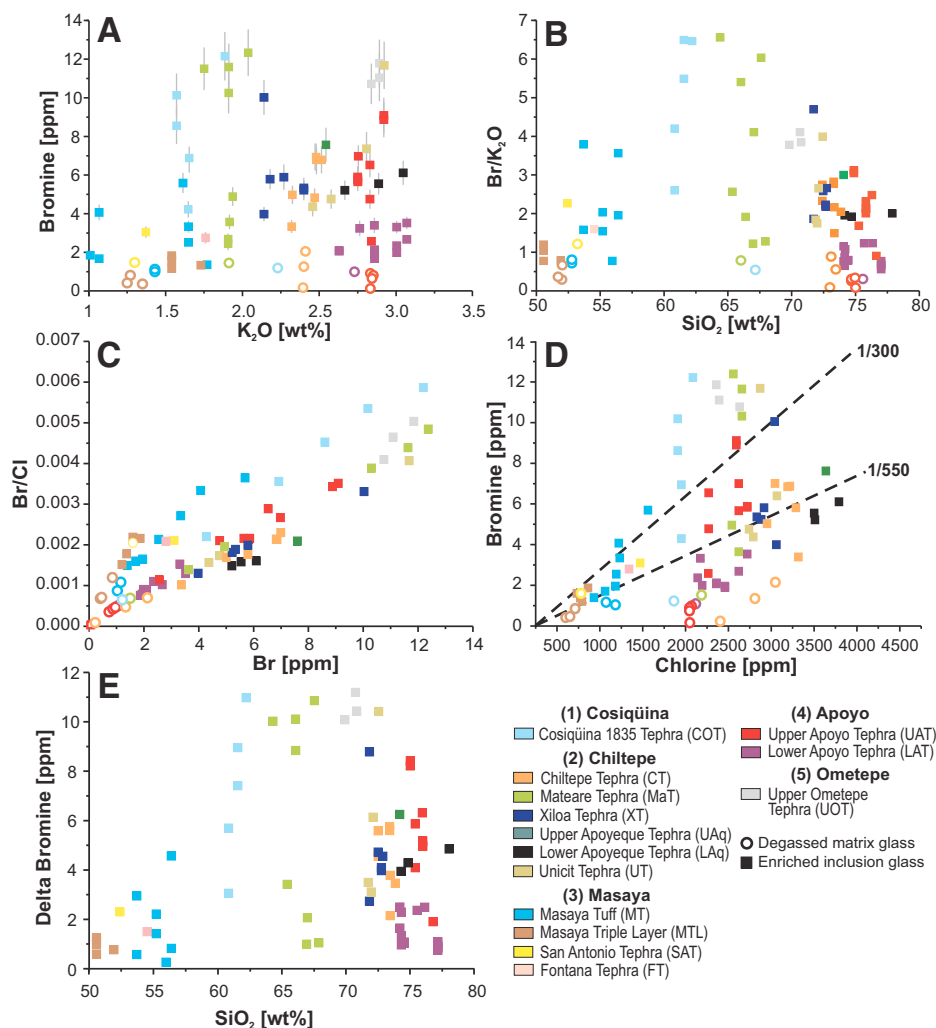 A
Bromine [ppm]
14
12
10
8
6
4
2
0
1
1.5
2.0
2.5
3.0
3.5
K₂O [wt%]
B
Br/K₂O
7
6
5
4
3
2
1
0
50
55
60
65
70
75
80
SiO₂ [wt%]
C
Br/Cl
0.007
0.006
0.005
0.004
0.003
0.002
0.001
0.000
0
2
4
6
8
10
12
14
Br [ppm]
D
Bromine [ppm]
14
12
10
8
6
4
2
0
1/300
1/550
500
1000
1500
2000
2500
3000
3500
4000
4500
Chlorine [ppm]
E
Delta Bromine [ppm]
12
10
8
6
4
2
0
50
55
60
65
70
75
80
SiO₂ [wt%]
(1) Cosiqüina
Cosiqüina 1835 Tephra (COT)
(2) Chiltepe
Chiltepe Tephra (CT)
Mateare Tephra (MaT)
Xiloa Tephra (XT)
Upper Apoyeque Tephra (UAq)
Lower Apoyeque Tephra (LAq)
Unicit Tephra (UT)
(3) Masaya
Masaya Tuff (MT)
Masaya Triple Layer (MTL)
San Antonio Tephra (SAT)
Fontana Tephra (FT)
(4) Apoyo
Upper Apoyo Tephra (UAT)
Lower Apoyo Tephra (LAT)
(5) Ometepe
Upper Ometepe
Tephra (UOT)
Degassed matrix glass
Enriched inclusion glass